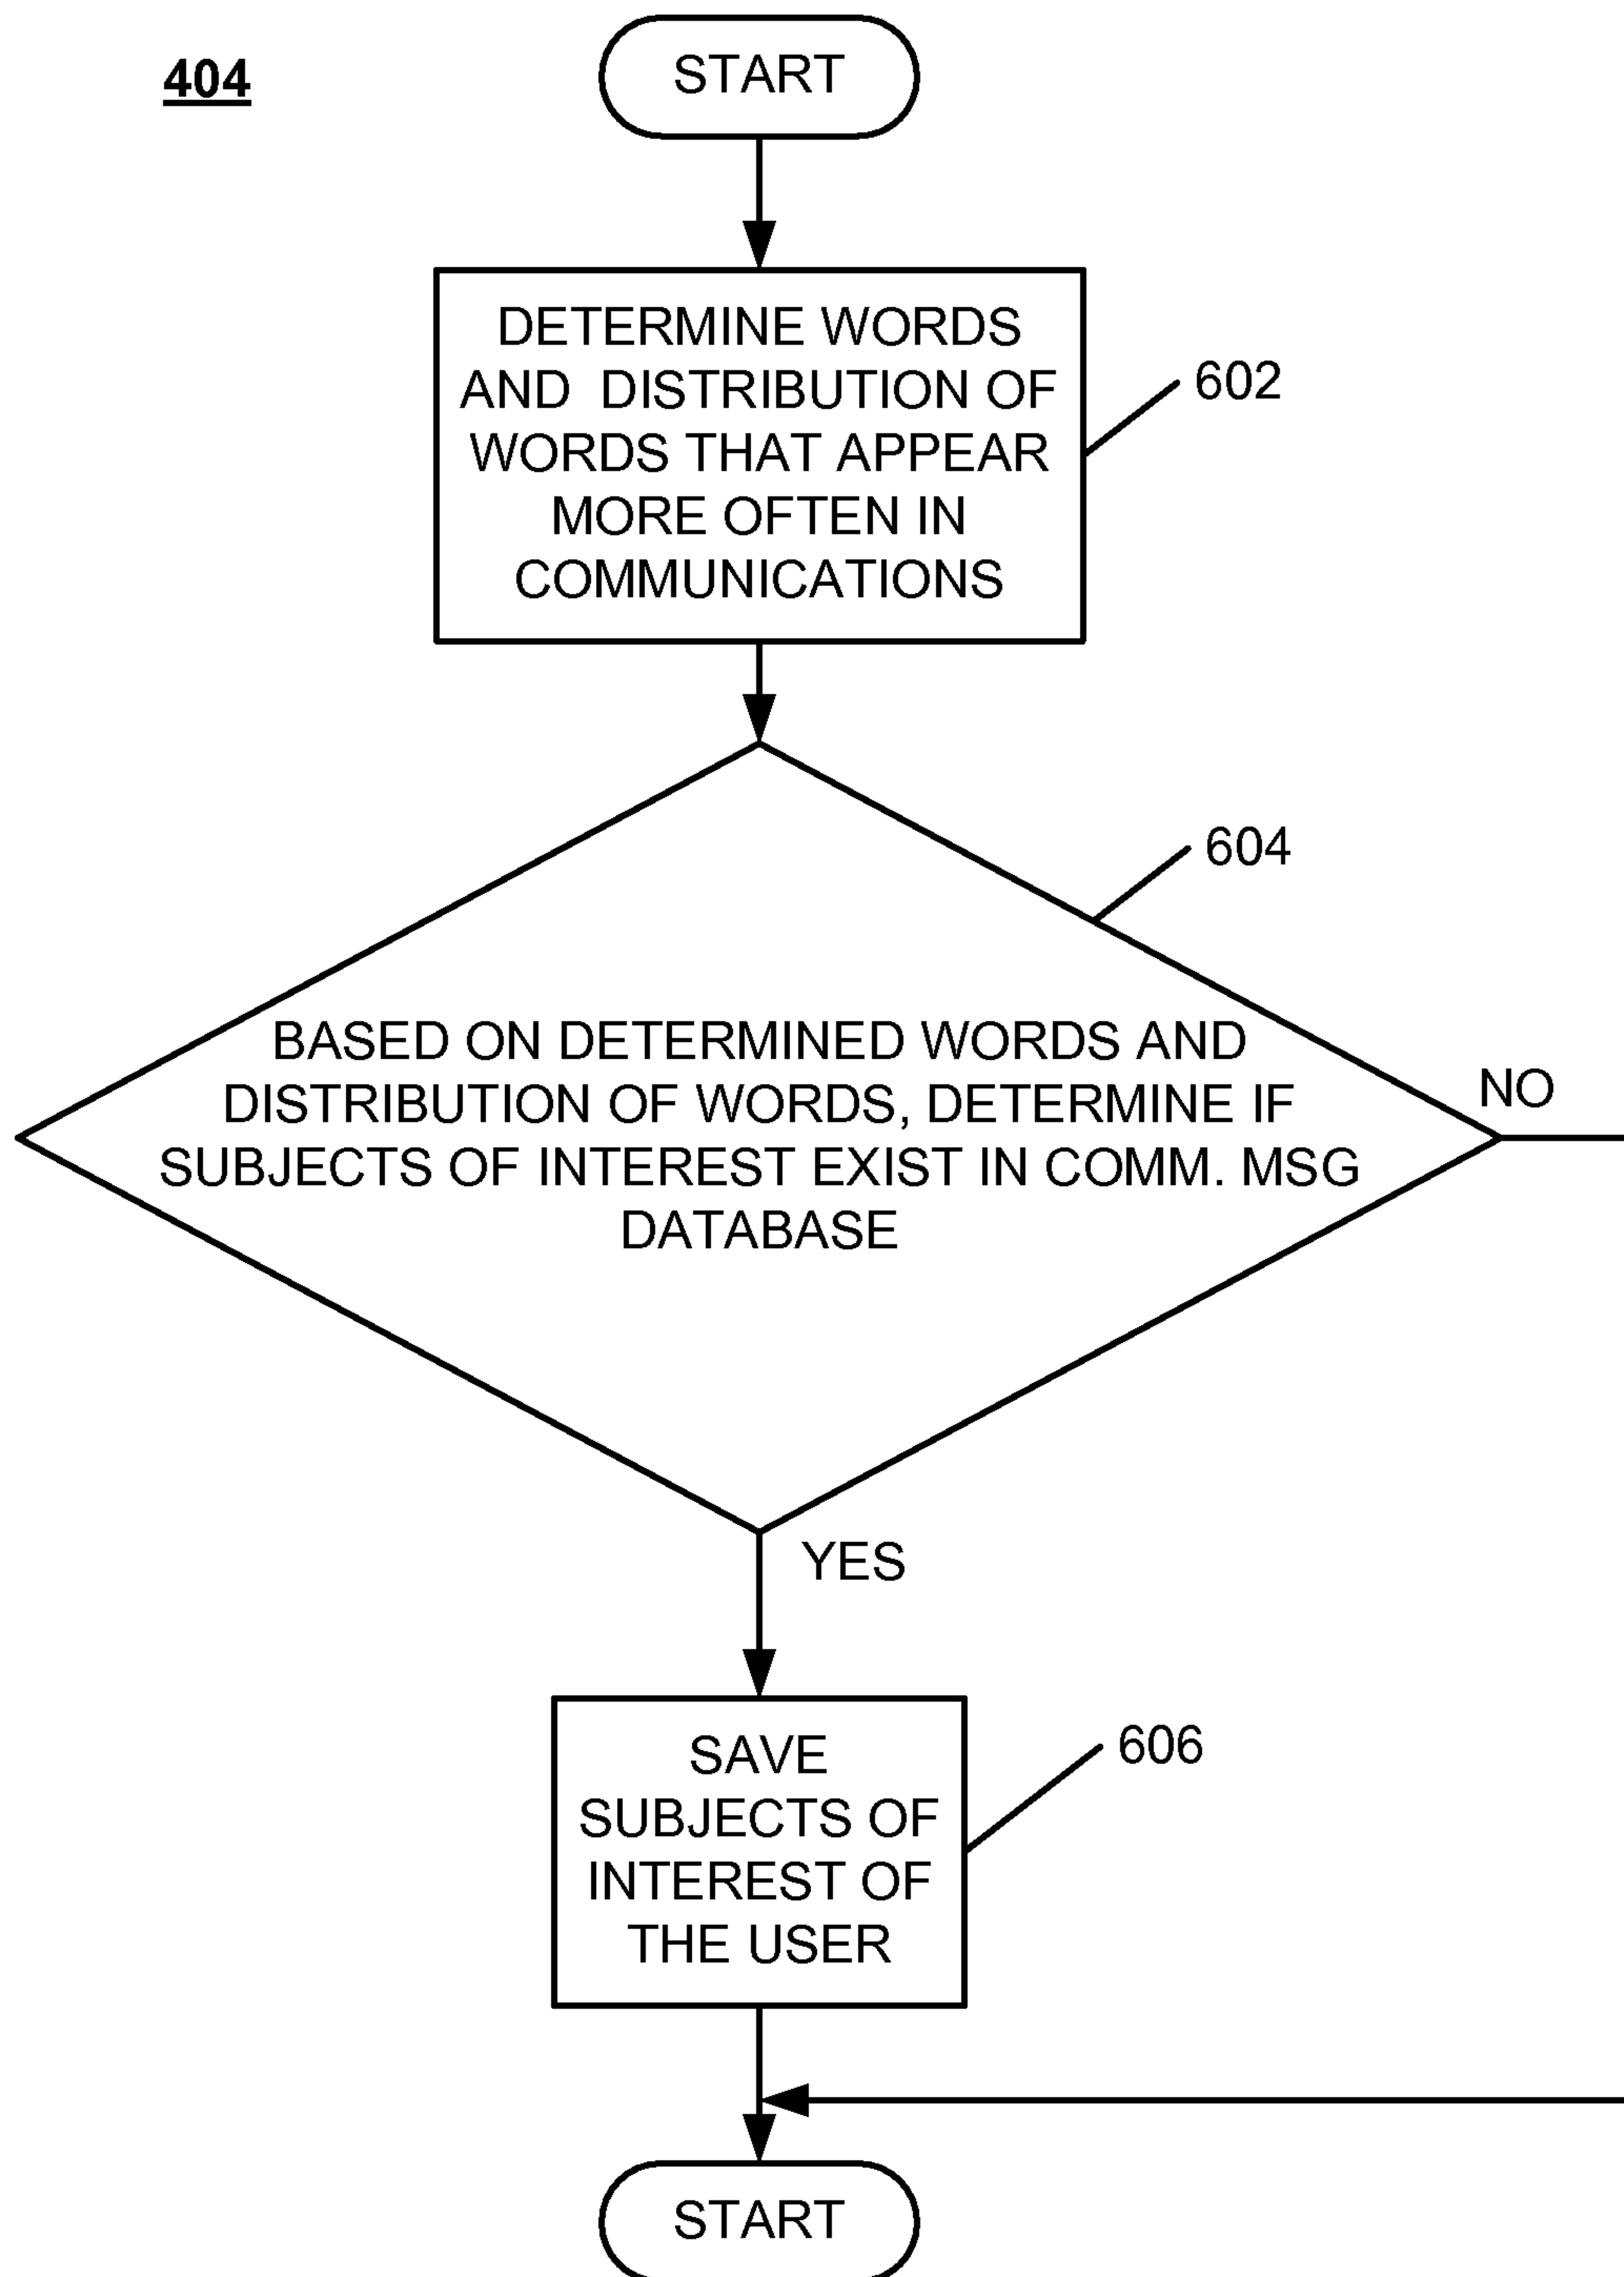 404
START
DETERMINE WORDS
AND DISTRIBUTION OF
WORDS THAT APPEAR
MORE OFTEN IN
COMMUNICATIONS
602
604
BASED ON DETERMINED WORDS AND
DISTRIBUTION OF WORDS, DETERMINE IF
SUBJECTS OF INTEREST EXIST IN COMM. MSG
DATABASE
NO
YES
SAVE
SUBJECTS OF
INTEREST OF
THE USER
606
START